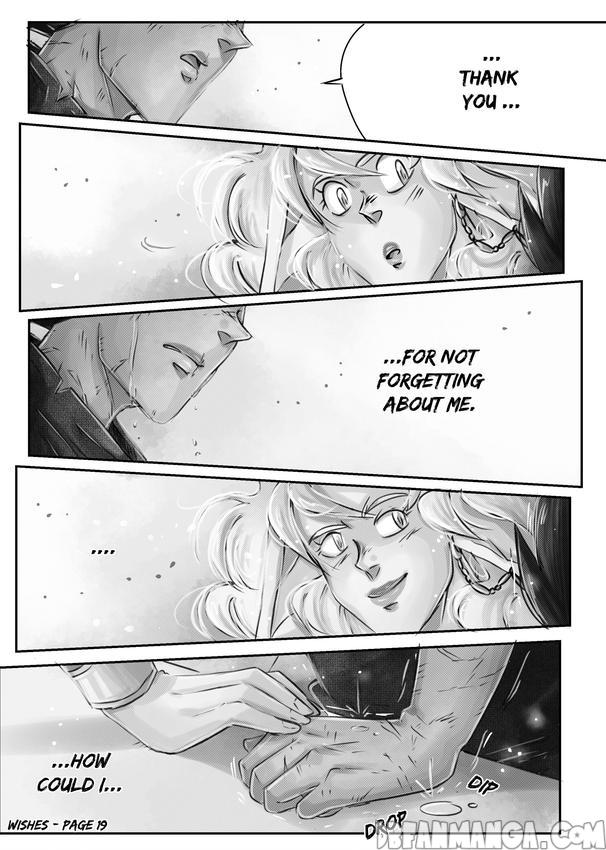 ...
THANK
YOU ...
...FOR NOT
FORGETTING
ABOUT ME.
....
...HOW
COULD I...
DIP
DROP
WISHES - PAGE 19
DBFANMANGA.COM